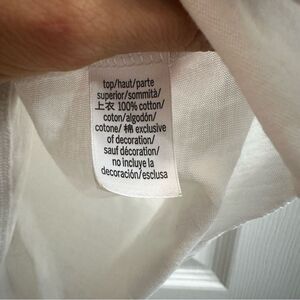 top/haut/parte
superior/sommità/
上衣 100% cotton/
coton/algodón/
cotone/ 棉 exclusive
of decoration/
sauf décoration/
no incluye la
decoración/esclusa